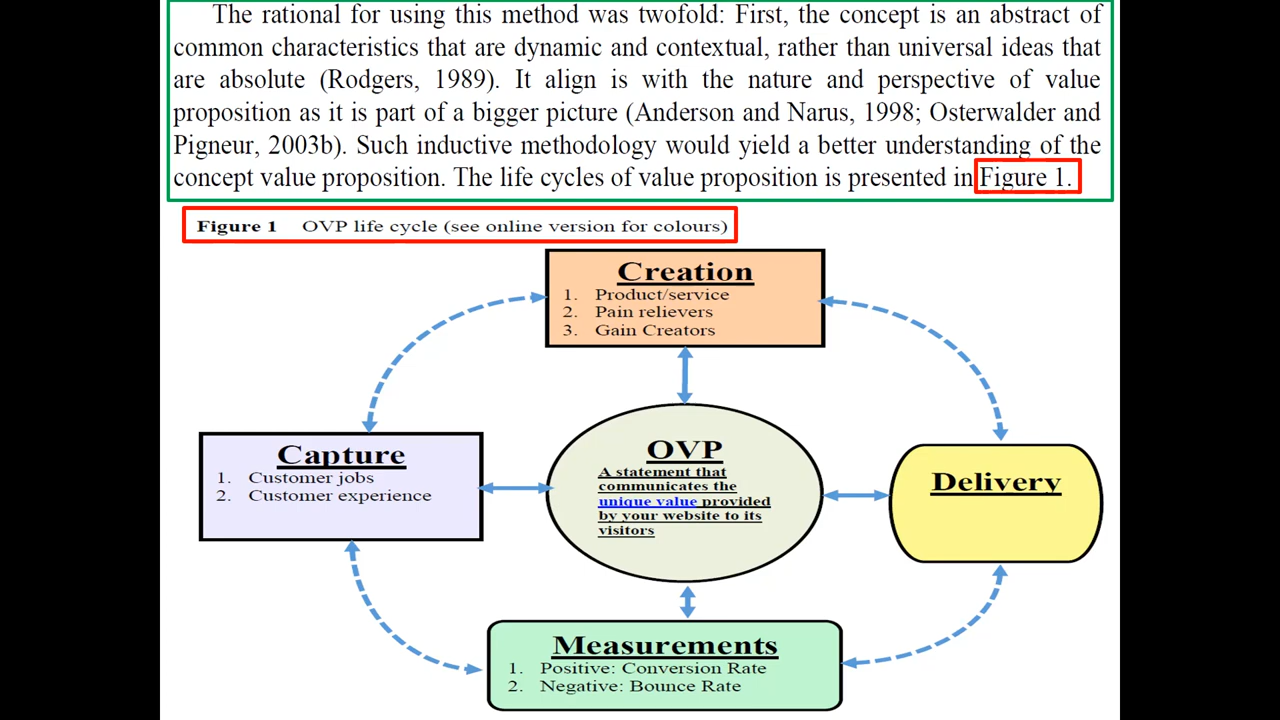 The rational for using this method was twofold: First, the concept is an abstract of
common characteristics that are dynamic and contextual, rather than universal ideas that
are absolute (Rodgers, 1989). It align is with the nature and perspective of value
proposition as it is part of a bigger picture (Anderson and Narus, 1998; Osterwalder and
Pigneur, 2003b). Such inductive methodology would yield a better understanding of the
concept value proposition. The life cycles of value proposition is presented in Figure 1.
Figure 1 OVP life cycle (see online version for colours)
Creation
1. Product/service
2. Pain relievers
3. Gain Creators
Capture
1. Customer jobs
2. Customer experience
OVP
A statement that
communicates the
unique value provided
by your website to its
visitors
Delivery
Measurements
1. Positive: Conversion Rate
2. Negative: Bounce Rate